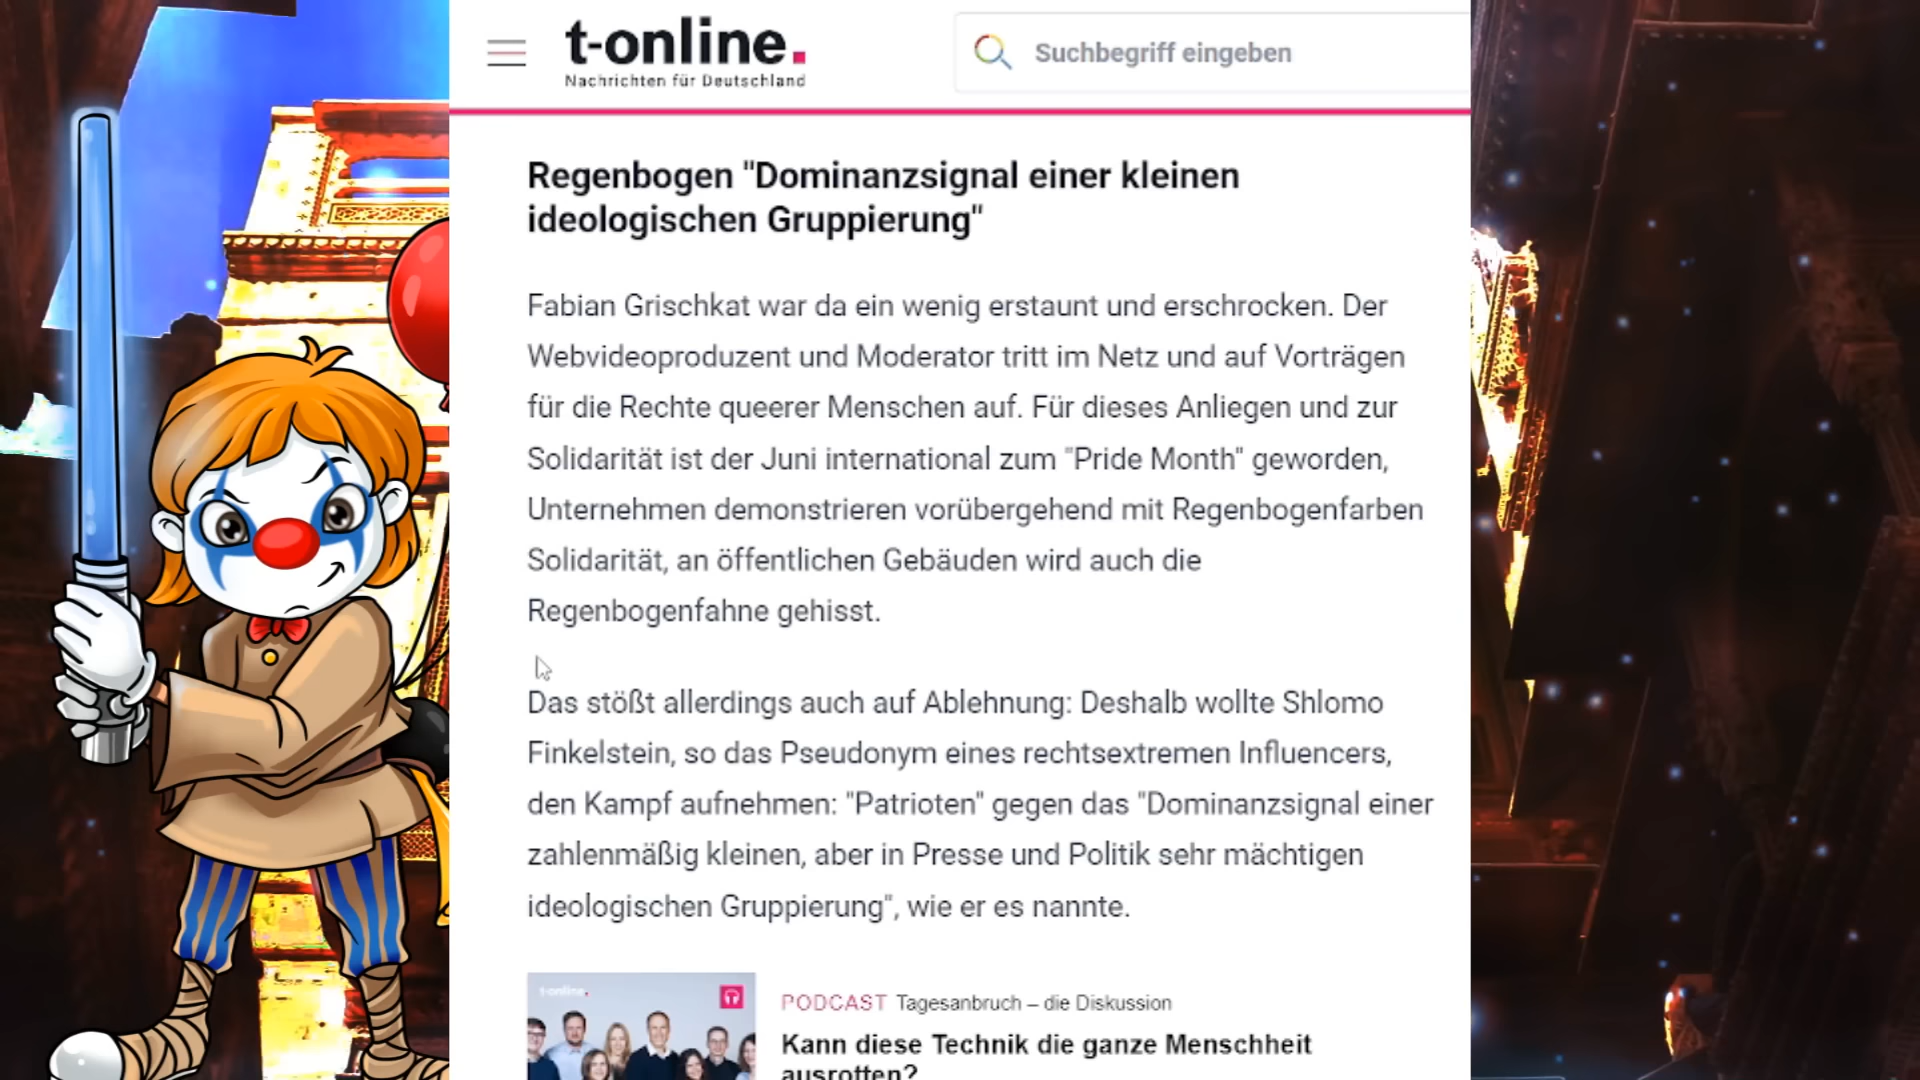 t-online.
Nachrichten für Deutschland
Suchbegriff eingeben
Regenbogen "Dominanzsignal einer kleinen
ideologischen Gruppierung"
Fabian Grischkat war da ein wenig erstaunt und erschrocken. Der
Webvideoproduzent und Moderator tritt im Netz und auf Vorträgen
für die Rechte queerer Menschen auf. Für dieses Anliegen und zur
Solidarität ist der Juni international zum "Pride Month" geworden,
Unternehmen demonstrieren vorübergehend mit Regenbogenfarben
Solidarität, an öffentlichen Gebäuden wird auch die
Regenbogenfahne gehisst.
Das stößt allerdings auch auf Ablehnung: Deshalb wollte Shlomo
Finkelstein, so das Pseudonym eines rechtsextremen Influencers,
den Kampf aufnehmen: "Patrioten" gegen das "Dominanzsignal einer
zahlenmäßig kleinen, aber in Presse und Politik sehr mächtigen
ideologischen Gruppierung", wie er es nannte.
t-online.
PODCAST Tagesanbruch – die Diskussion
Kann diese Technik die ganze Menschheit
ausrotten?